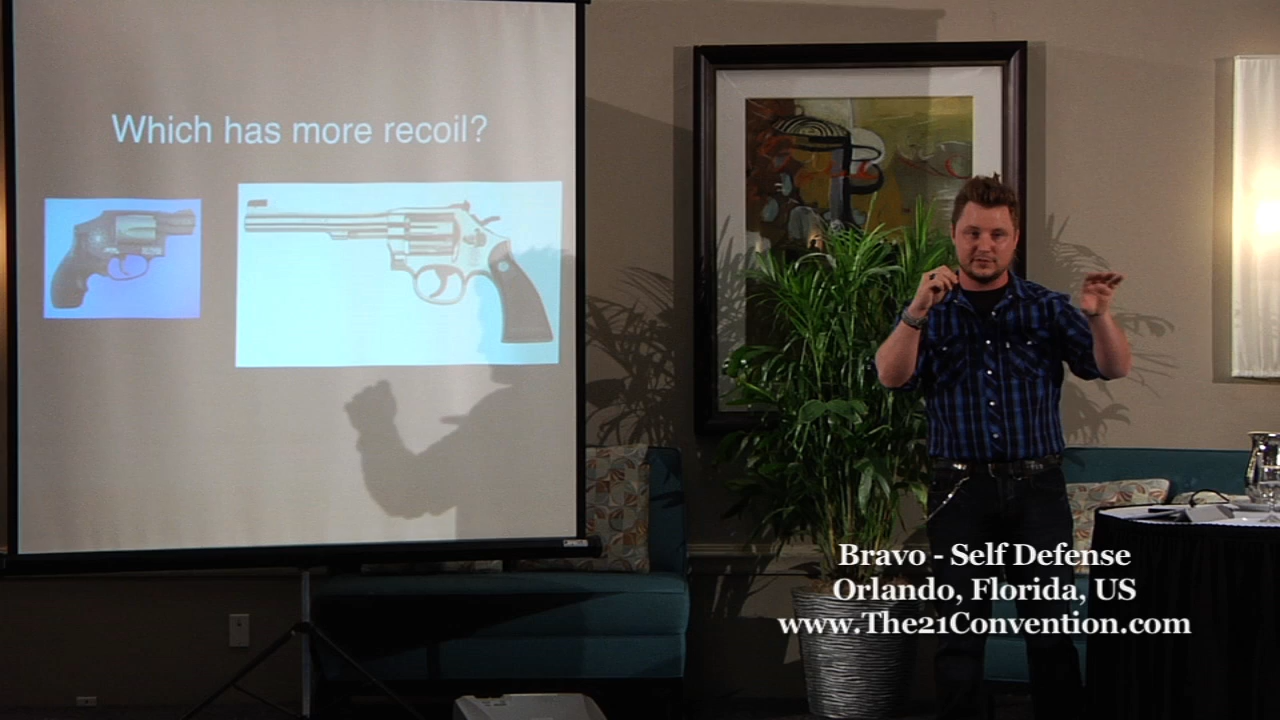 Which has more recoil?
Bravo - Self Defense
Orlando, Florida, US
www.The21Convention.com